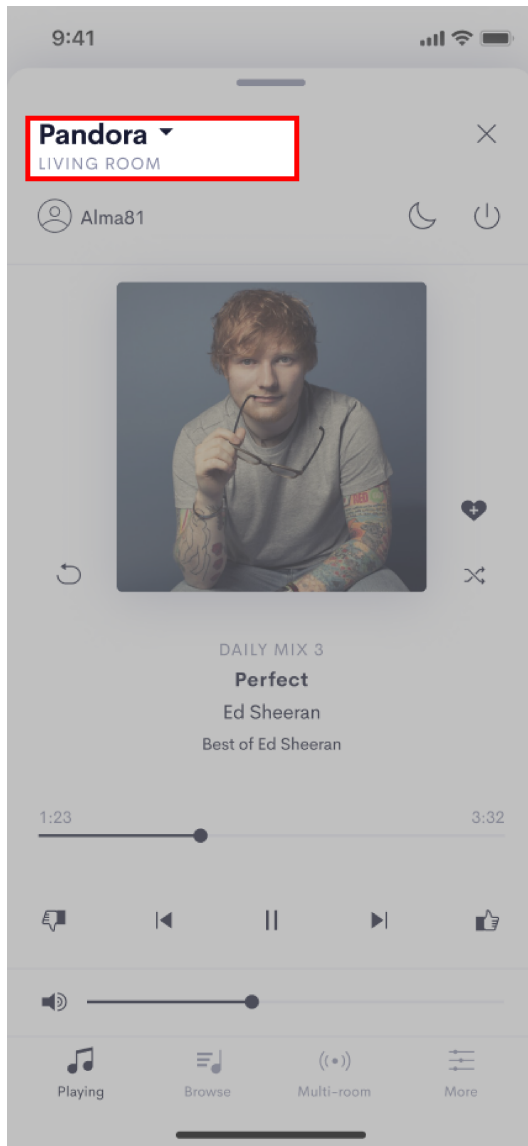 9:41
Pandora
LIVING ROOM
Alma81
DAILY MIX 3
Perfect
Ed Sheeran
Best of Ed Sheeran
1:23 3:32
Playing Browse Multi-room More